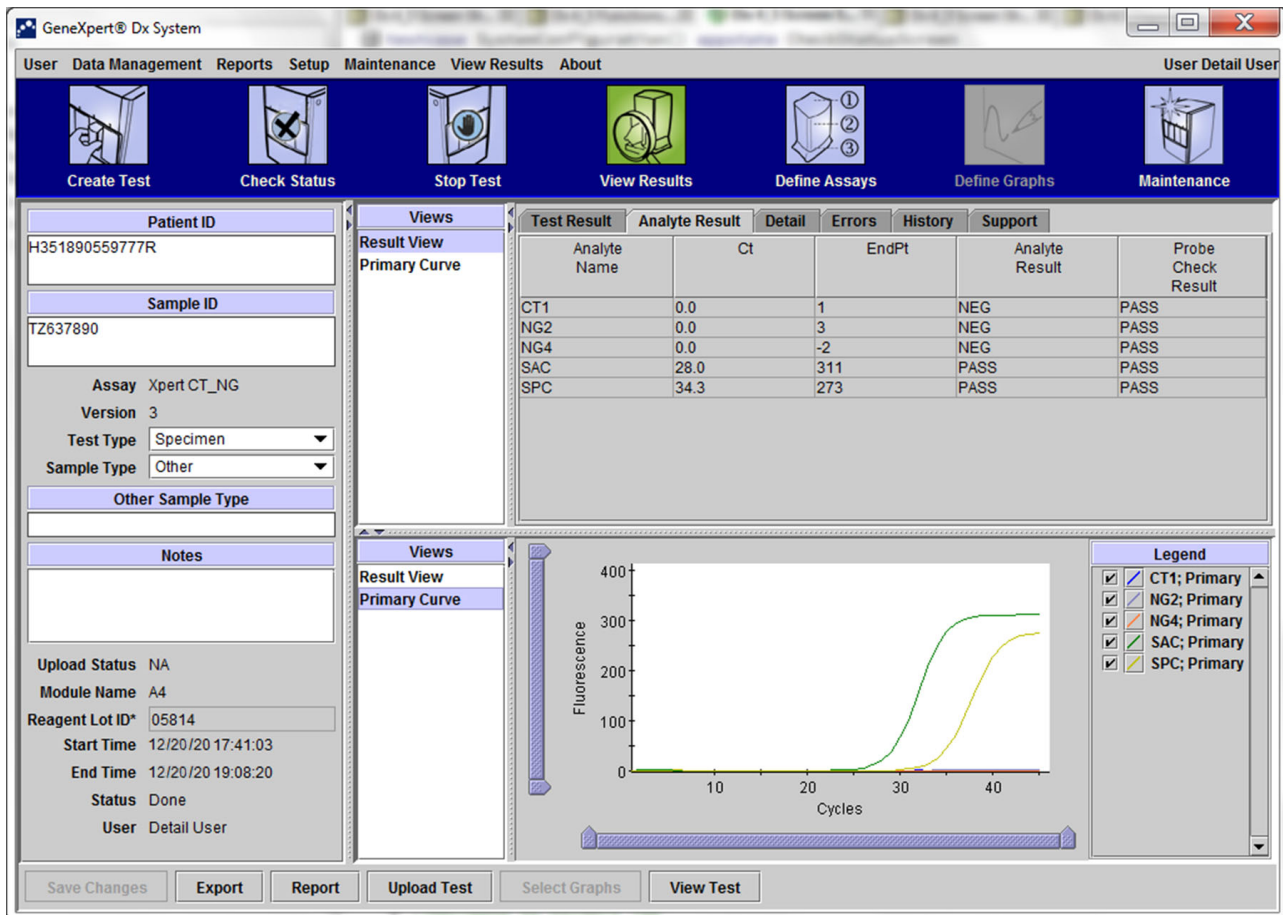 GeneXpert® Dx System
User Data Management Reports Setup Maintenance View Results About User Detail User
Create Test Check Status Stop Test View Results Define Assays Define Graphs Maintenance
Patient ID
H351890559777R
Sample ID
TZ637890
Assay Xpert CT_NG
Version 3
Test Type Specimen
Sample Type Other
Other Sample Type
Notes
Upload Status NA
Module Name A4
Reagent Lot ID* 05814
Start Time 12/20/20 17:41:03
End Time 12/20/20 19:08:20
Status Done
User Detail User
Views
Result View
Primary Curve
Test Result Analyte Result Detail Errors History Support
Analyte Name Ct EndPt Analyte Result Probe Check Result
CT1 0.0 1 NEG PASS
NG2 0.0 3 NEG PASS
NG4 0.0 -2 NEG PASS
SAC 28.0 311 PASS PASS
SPC 34.3 273 PASS PASS
Views
Result View
Primary Curve
Fluorescence
400
300
200
100
0
10 20 30 40
Cycles
Legend
CT1; Primary
NG2; Primary
NG4; Primary
SAC; Primary
SPC; Primary
Save Changes Export Report Upload Test Select Graphs View Test